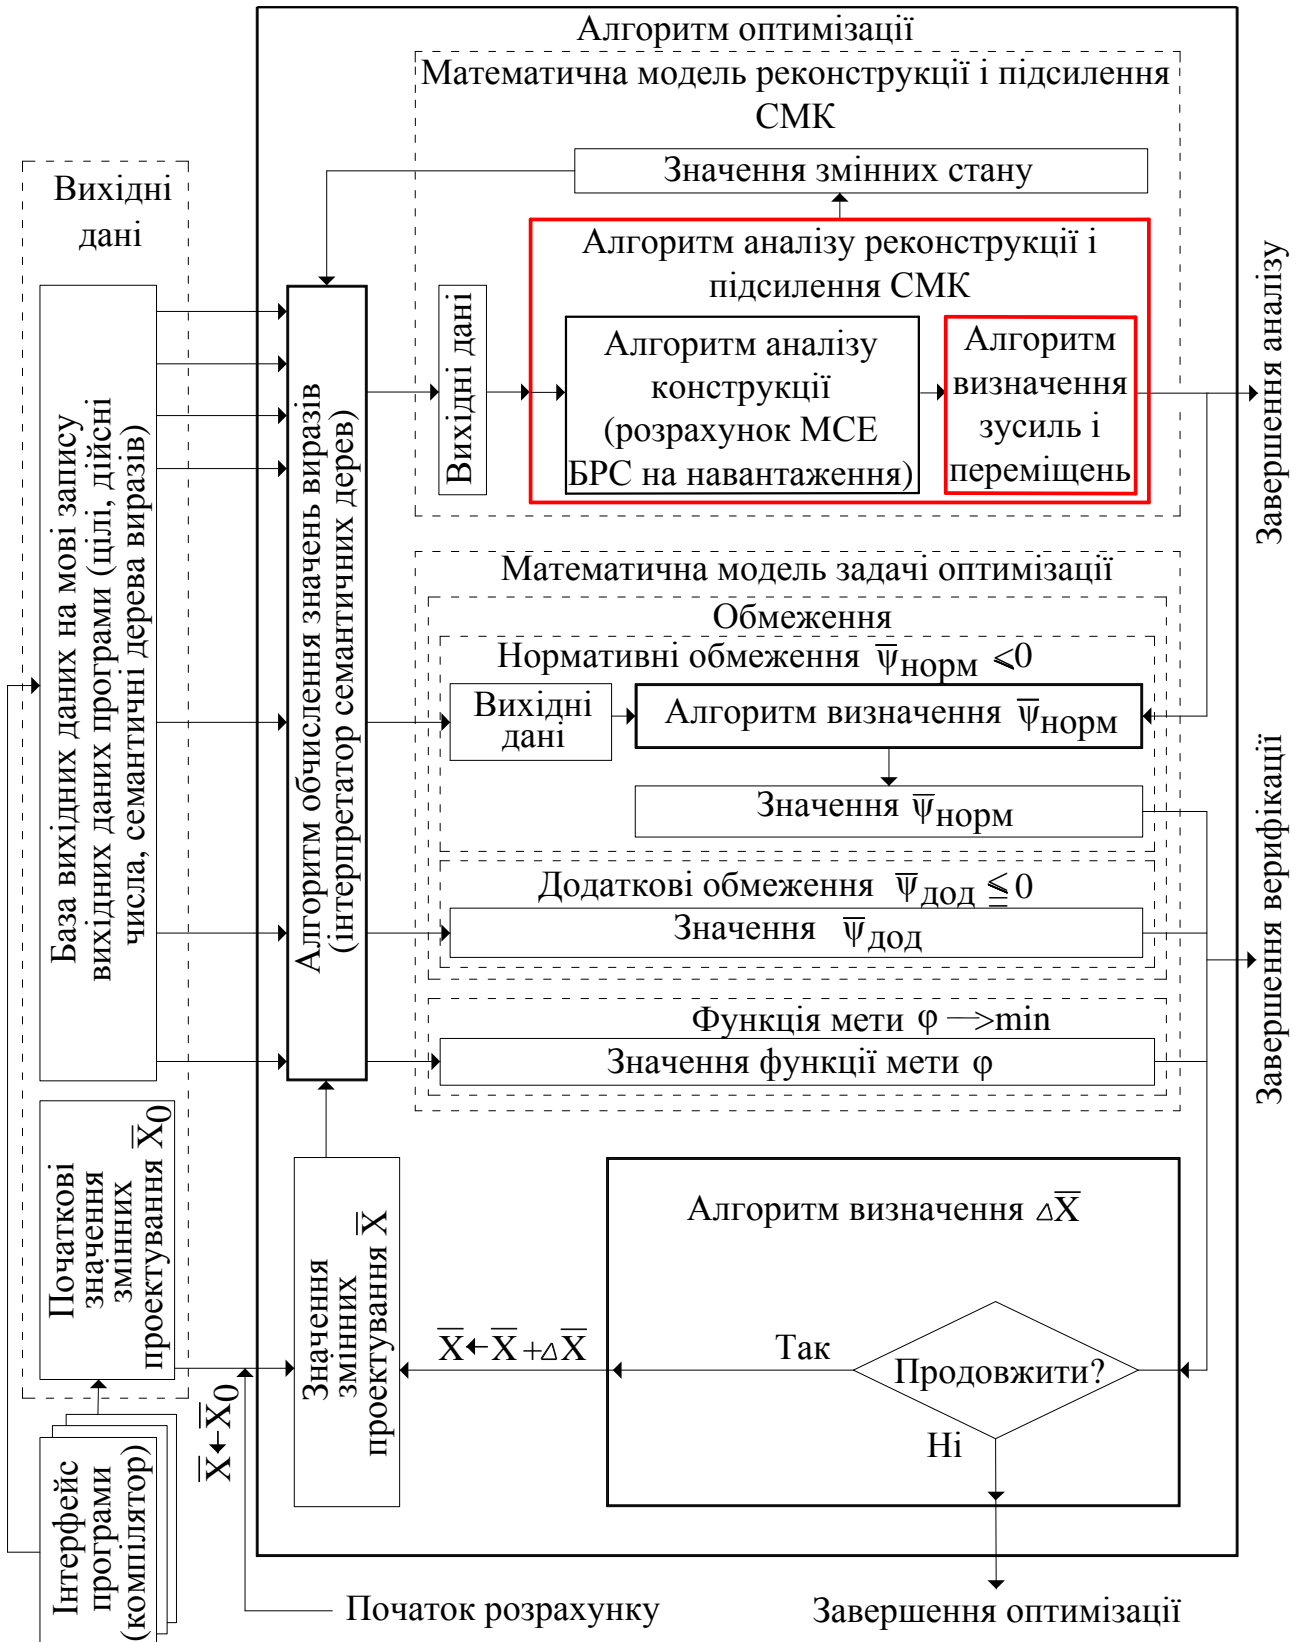 Алгоритм оптимізації
Математична модель реконструкції і підсилення
СМК
Значення змінних стану
Алгоритм аналізу реконструкції і
підсилення СМК
Вихідні дані
Алгоритм аналізу
конструкції
(розрахунок МСЕ
БРС на навантаження)
Алгоритм
визначення
зусиль і
переміщень
Завершення аналізу
Вихідні
дані
База вихідних даних на мові запису
вихідних даних програми (цілі, дійсні
числа, семантичні дерева виразів)
Алгоритм обчислення значень виразів
(інтерпретатор семантичних дерев)
Математична модель задачі оптимізації
Обмеження
Нормативні обмеження ψ̅норм ⩽0
Вихідні
дані
Алгоритм визначення ψ̅норм
Значення ψ̅норм
Додаткові обмеження ψ̅дод ≦ 0
Значення ψ̅дод
Функція мети φ —>min
Значення функції мети φ
Завершення верифікації
Початкові
значення
змінних
проектування X̅0
Значення
змінних
проектування X̅
Алгоритм визначення △X̅
X̅←X̅+△X̅
Так
Продовжити?
Ні
X̅←X̅0
Інтерфейс
програми
(компілятор)
Початок розрахунку
Завершення оптимізації